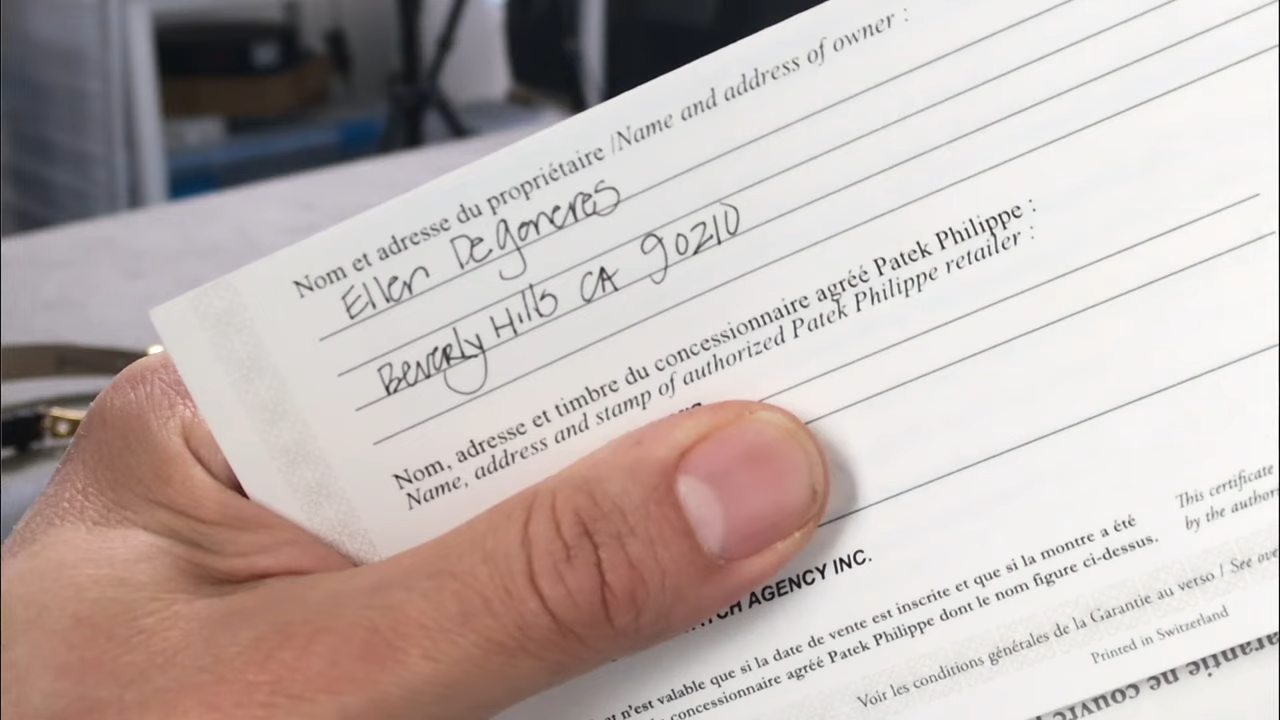 Nom et adresse du propriétaire /Name and address of owner :
Ellen Degeneres
Beverly Hills CA 90210
Nom, adresse et timbre du concessionnaire agréé Patek Philippe :
Name, address and stamp of authorized Patek Philippe retailer :
AGENCY INC.
This certificate
by the
n'est valable que si la date de vente est inscrite et que si la montre a été
concessionnaire agréé Patek Philippe dont le nom figure ci-dessus.
Voir les conditions générales de la Garantie au verso / See
Printed in Switzerland
ne couvre